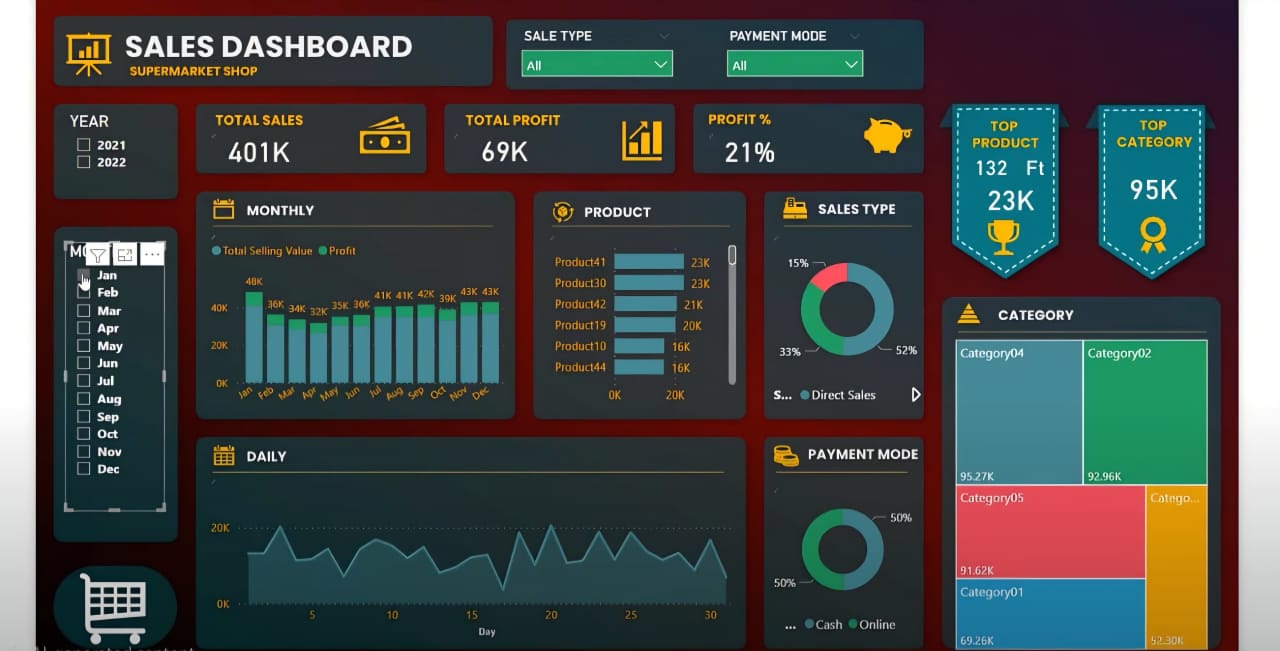 SALES DASHBOARD
SUPERMARKET SHOP
SALE TYPE
All
PAYMENT MODE
All
YEAR
2021
2022
TOTAL SALES
401K
TOTAL PROFIT
69K
PROFIT %
21%
TOP
PRODUCT
132 Ft
23K
TOP
CATEGORY
95K
Jan
Feb
Mar
Apr
May
Jun
Jul
Aug
Sep
Oct
Nov
Dec
MONTHLY
Total Selling Value Profit
48K 36K 34K 32K 35K 36K 41K 41K 42K 39K 43K 43K
40K
20K
0K
Jan Feb Mar Apr May Jun Jul Aug Sep Oct Nov Dec
PRODUCT
Product41 23K
Product30 23K
Product42 21K
Product19 20K
Product10 16K
Product44 16K
0K 20K
SALES TYPE
15%
33%
52%
S... Direct Sales
DAILY
20K
0K
5 10 15 20 25 30
Day
PAYMENT MODE
50%
50%
... Cash Online
CATEGORY
Category04
95.27K
Category02
92.96K
Category05
91.62K
Catego...
52.30K
Category01
69.26K